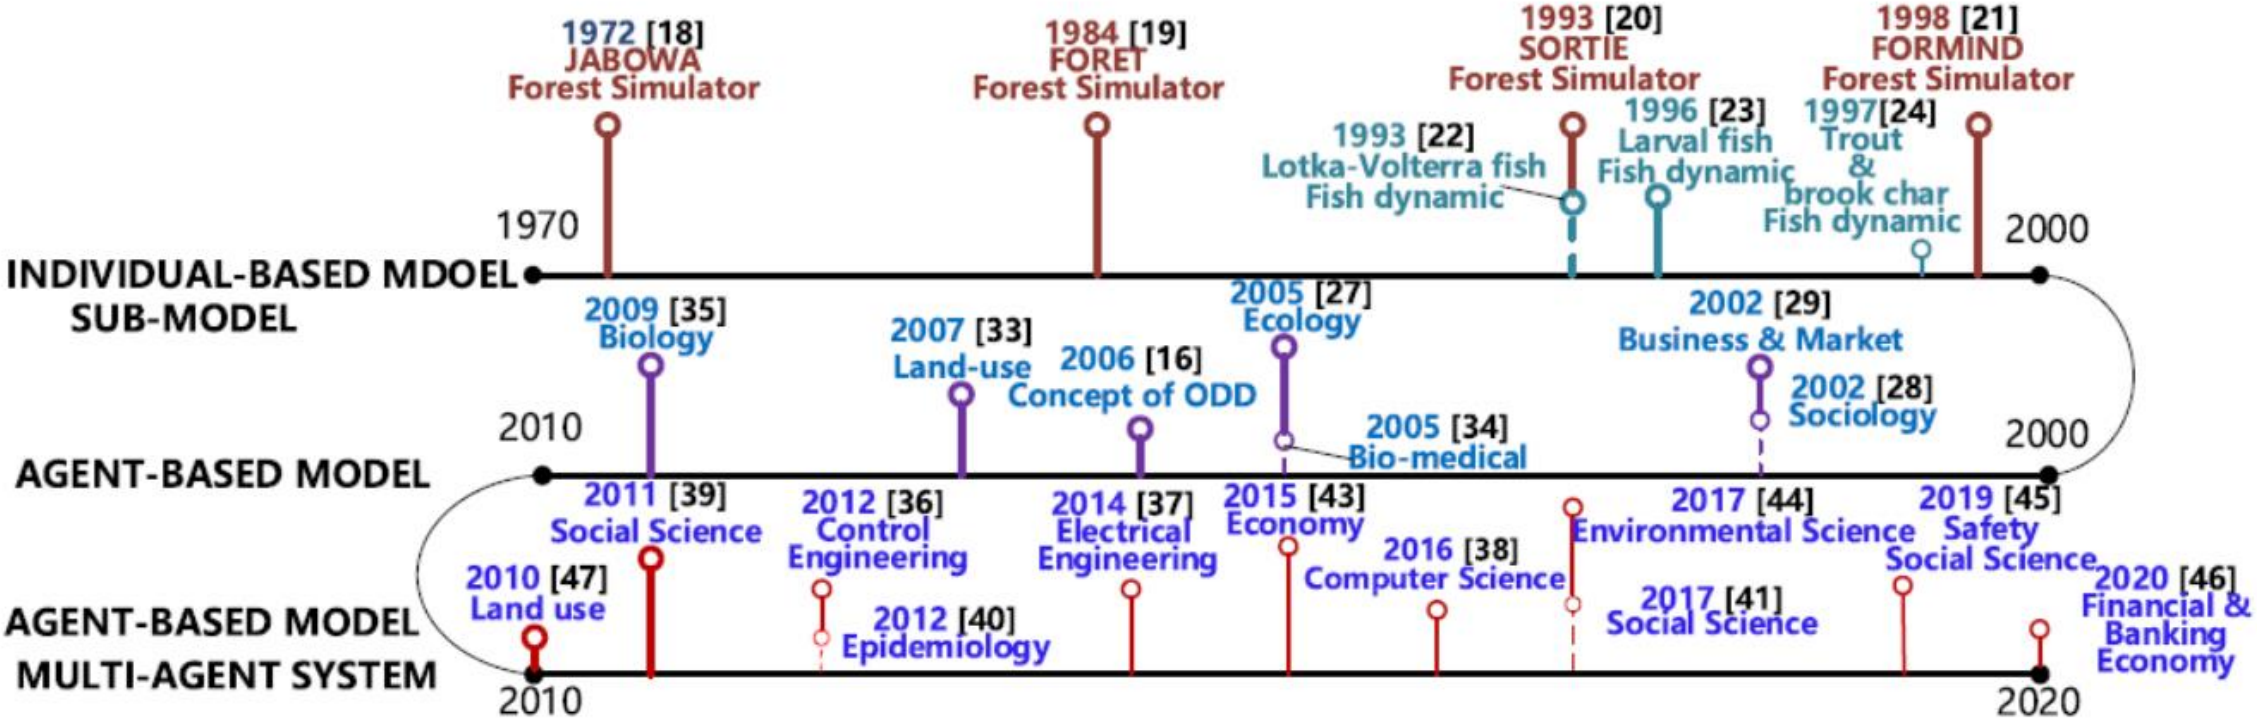 1972 [18]
JABOWA
Forest Simulator
1984 [19]
FORET
Forest Simulator
1993 [20]
SORTIE
Forest Simulator
1998 [21]
FORMIND
Forest Simulator
1993 [22]
Lotka-Volterra fish
Fish dynamic
1996 [23]
Larval fish
Fish dynamic
1997[24]
Trout
&
brook char
Fish dynamic
1970
2000
INDIVIDUAL-BASED MDOEL
SUB-MODEL
2009 [35]
Biology
2007 [33]
Land-use
2006 [16]
Concept of ODD
2005 [27]
Ecology
2005 [34]
Bio-medical
2002 [29]
Business & Market
2002 [28]
Sociology
2010
2000
AGENT-BASED MODEL
2010 [47]
Land use
2011 [39]
Social Science
2012 [36]
Control
Engineering
2012 [40]
Epidemiology
2014 [37]
Electrical
Engineering
2015 [43]
Economy
2016 [38]
Computer Science
2017 [44]
Environmental Science
2017 [41]
Social Science
2019 [45]
Safety
Social Science
2020 [46]
Financial &
Banking
Economy
AGENT-BASED MODEL
MULTI-AGENT SYSTEM
2010
2020